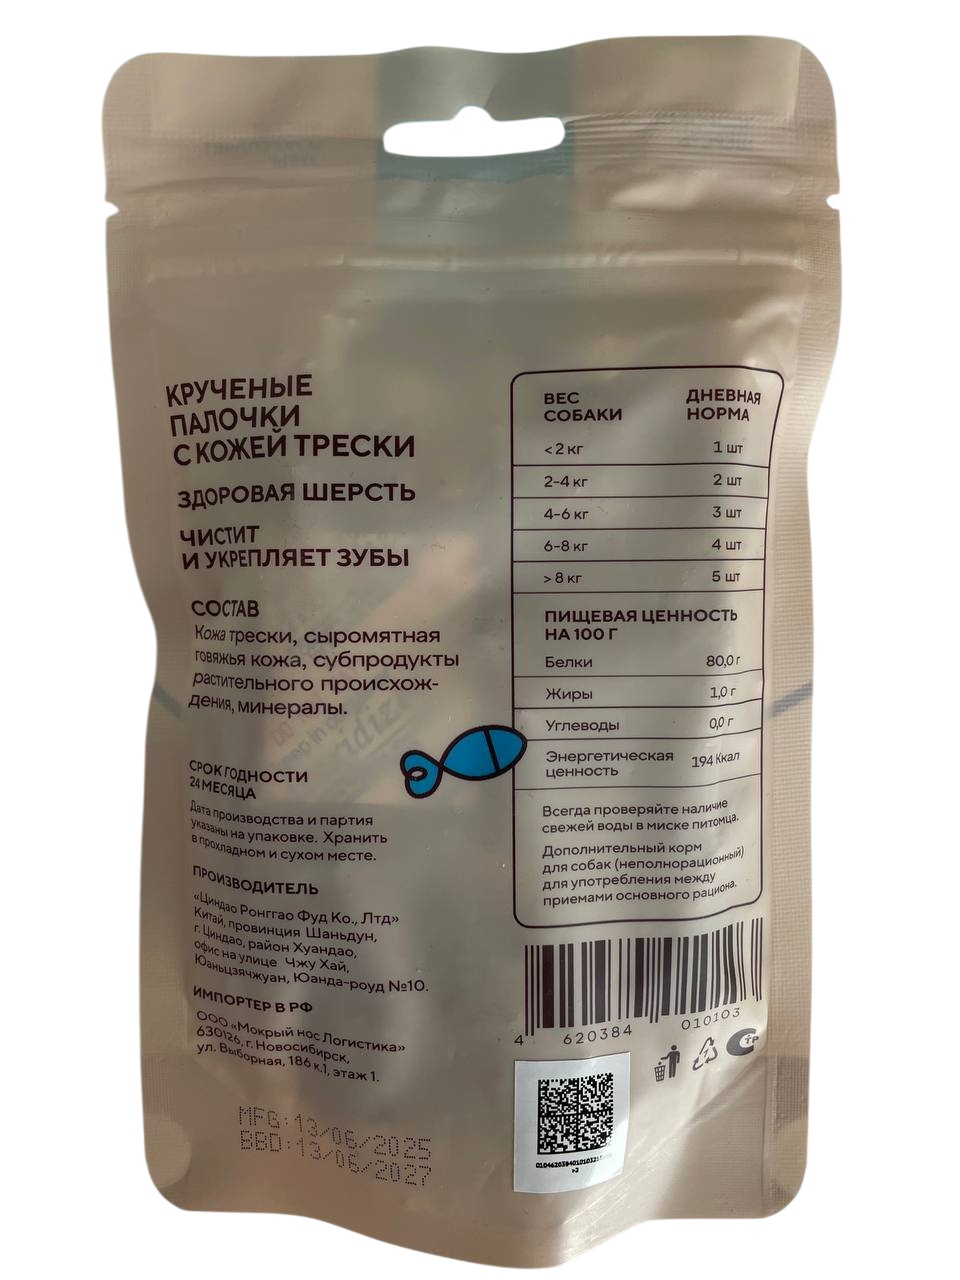 КРУЧЕНЫЕ
ПАЛОЧКИ
С КОЖЕЙ ТРЕСКИ
ЗДОРОВАЯ ШЕРСТЬ
ЧИСТИТ
И УКРЕПЛЯЕТ ЗУБЫ
СОСТАВ
Кожа трески, сыромятная
говяжья кожа, субпродукты
растительного происхож-
дения, минералы.
СРОК ГОДНОСТИ
24 МЕСЯЦА
Дата производства и партия
указаны на упаковке. Хранить
в прохладном и сухом месте.
ПРОИЗВОДИТЕЛЬ
«Циндао Ронггао Фуд Ко., Лтд»
Китай, провинция Шаньдун,
г. Циндао, район Хуандао,
офис на улице Чжу Хай,
Юаньцзячжуан, Юанда-роуд №10.
ИМПОРТЕР В РФ
ООО «Мокрый нос Логистика»
630126, г. Новосибирск,
ул. Выборная, 186 к.1, этаж 1.
MFG:13/06/2025
BBD:13/06/2027
ВЕС СОБАКИ ДНЕВНАЯ НОРМА
< 2 кг 1 шт
2-4 кг 2 шт
4-6 кг 3 шт
6-8 кг 4 шт
> 8 кг 5 шт
ПИЩЕВАЯ ЦЕННОСТЬ
НА 100 Г
Белки 80,0 г
Жиры 1,0 г
Углеводы 0,0 г
Энергетическая
ценность 194 Ккал
Всегда проверяйте наличие
свежей воды в миске питомца.
Дополнительный корм
для собак (неполнорационный)
для употребления между
приемами основного рациона.
4 620384 010103
СТР